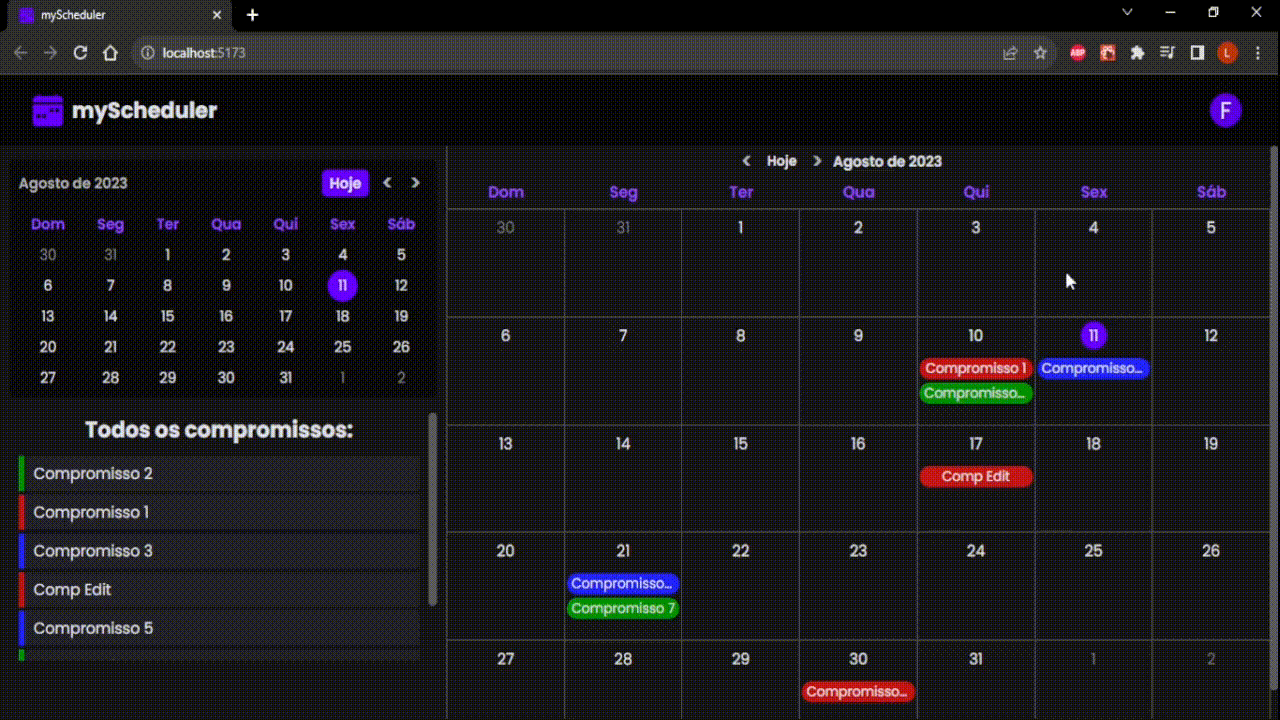 myScheduler
localhost:5173
ABP
L
myScheduler
F
Agosto de 2023
Hoje
Dom Seg Ter Qua Qui Sex Sáb
30 31 1 2 3 4 5
6 7 8 9 10 11 12
13 14 15 16 17 18 19
20 21 22 23 24 25 26
27 28 29 30 31 1 2
Todos os compromissos:
Compromisso 2
Compromisso 1
Compromisso 3
Comp Edit
Compromisso 5
Hoje Agosto de 2023
Dom Seg Ter Qua Qui Sex Sáb
30 31 1 2 3 4 5
6 7 8 9 10 11 12
Compromisso 1 Compromisso...
Compromisso...
13 14 15 16 17 18 19
Comp Edit
20 21 22 23 24 25 26
Compromisso...
Compromisso 7
27 28 29 30 31 1 2
Compromisso...